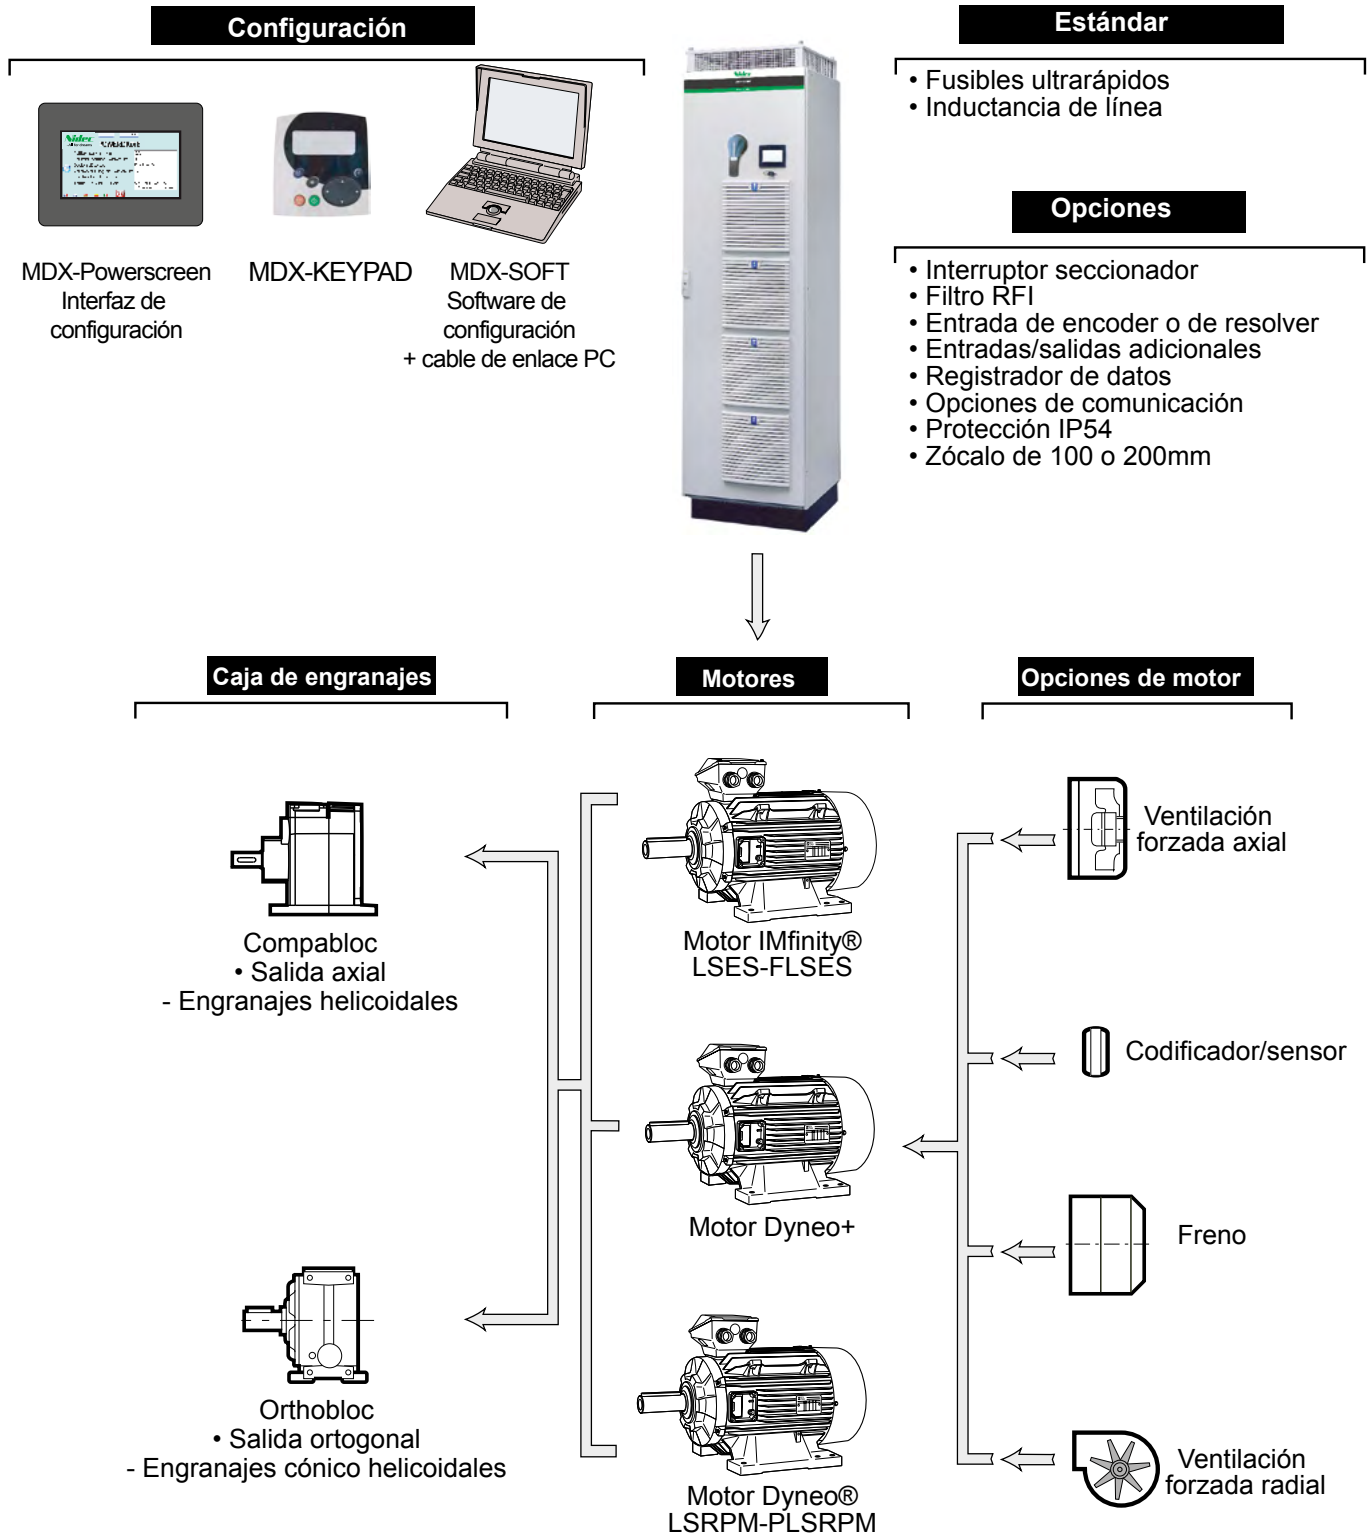 Configuración
MDX-Powerscreen
Interfaz de
configuración
MDX-KEYPAD
MDX-SOFT
Software de
configuración
+ cable de enlace PC
Nidec
Nidec
Estándar
• Fusibles ultrarápidos
• Inductancia de línea
Opciones
• Interruptor seccionador
• Filtro RFI
• Entrada de encoder o de resolver
• Entradas/salidas adicionales
• Registrador de datos
• Opciones de comunicación
• Protección IP54
• Zócalo de 100 o 200mm
Caja de engranajes
Compabloc
• Salida axial
- Engranajes helicoidales
Orthobloc
• Salida ortogonal
- Engranajes cónico helicoidales
Motores
Motor IMfinity®
LSES-FLSES
Motor Dyneo+
Motor Dyneo®
LSRPM-PLSRPM
Opciones de motor
Ventilación
forzada axial
Codificador/sensor
Freno
Ventilación
forzada radial